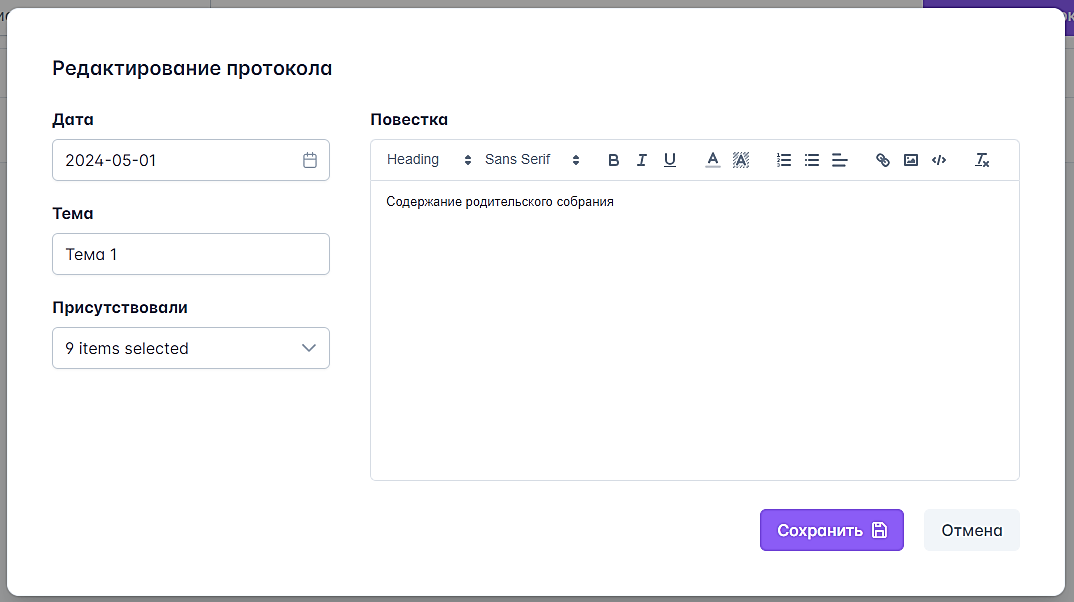 Редактирование протокола
Дата
2024-05-01
Тема
Тема 1
Присутствовали
9 items selected
Повестка
Heading Sans Serif
Содержание родительского собрания
Сохранить
Отмена